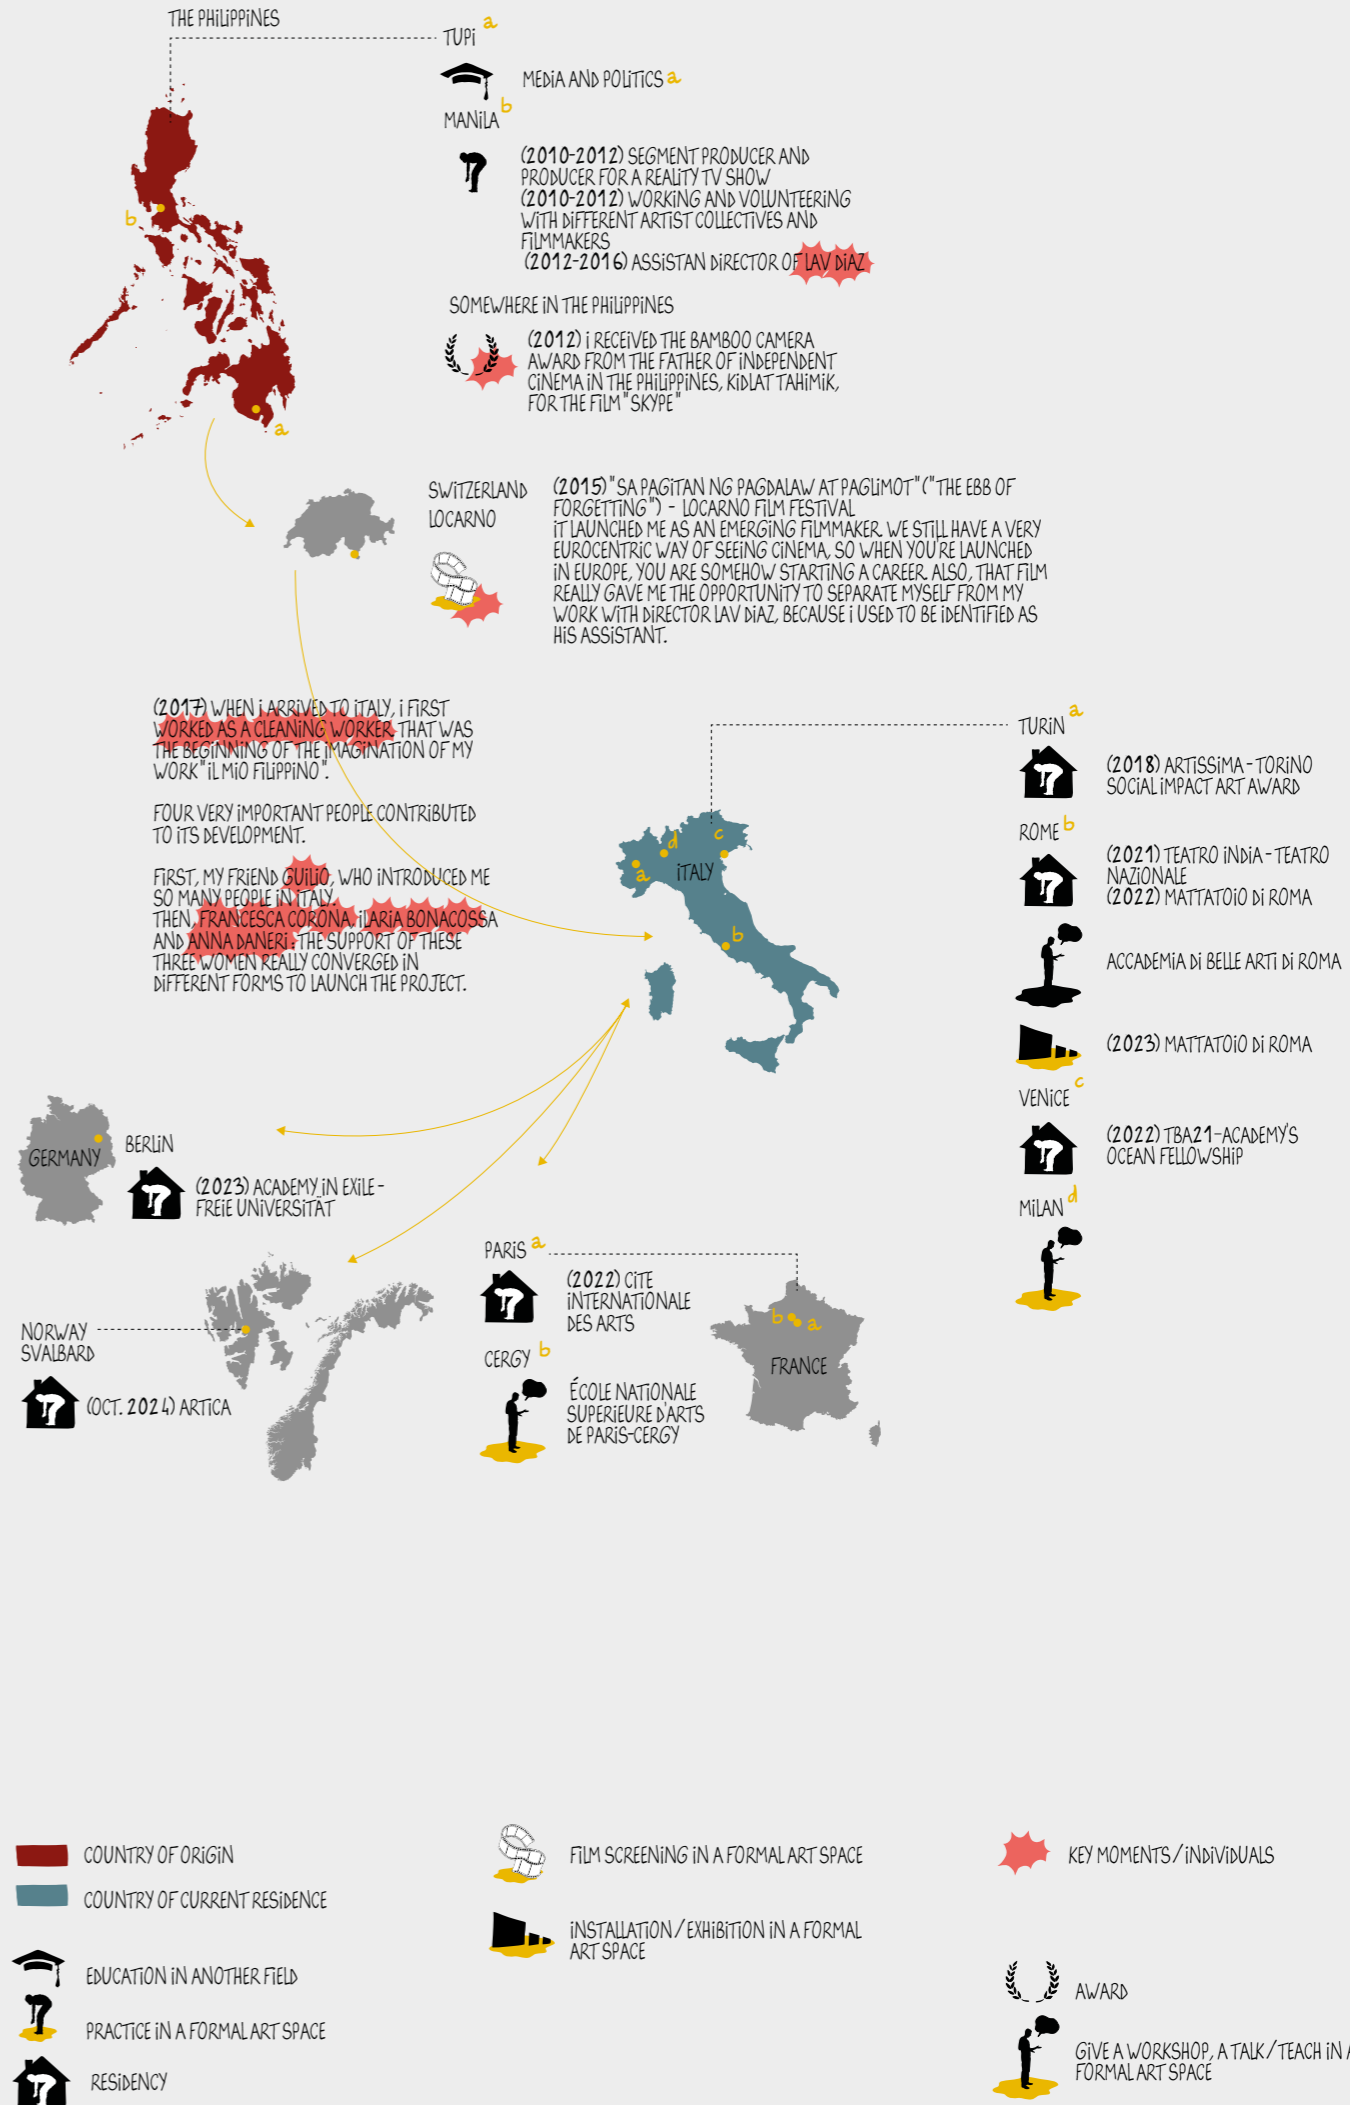 THE PHILIPPINES
TUPI a
MEDIA AND POLITICS a
MANILA b
(2010-2012) SEGMENT PRODUCER AND
PRODUCER FOR A REALITY TV SHOW
(2010-2012) WORKING AND VOLUNTEERING
WITH DIFFERENT ARTIST COLLECTIVES AND
FILMMAKERS
(2012-2016) ASSISTAN DIRECTOR OF LAV DIAZ
b
a
SOMEWHERE IN THE PHILIPPINES
(2012) I RECEIVED THE BAMBOO CAMERA
AWARD FROM THE FATHER OF INDEPENDENT
CINEMA IN THE PHILIPPINES, KIDLAT TAHIMIK,
FOR THE FILM "SKYPE"
SWITZERLAND
LOCARNO
(2015) "SA PAGITAN NG PAGDALAW AT PAGLIMOT" ("THE EBB OF
FORGETTING") - LOCARNO FILM FESTIVAL
IT LAUNCHED ME AS AN EMERGING FILMMAKER. WE STILL HAVE A VERY
EUROCENTRIC WAY OF SEEING CINEMA, SO WHEN YOU'RE LAUNCHED
IN EUROPE, YOU ARE SOMEHOW STARTING A CAREER. ALSO, THAT FILM
REALLY GAVE ME THE OPPORTUNITY TO SEPARATE MYSELF FROM MY
WORK WITH DIRECTOR LAV DIAZ, BECAUSE I USED TO BE IDENTIFIED AS
HIS ASSISTANT.
(2017) WHEN I ARRIVED TO ITALY, I FIRST
WORKED AS A CLEANING WORKER. THAT WAS
THE BEGINNING OF THE IMAGINATION OF MY
WORK "IL MIO FILIPPINO".
FOUR VERY IMPORTANT PEOPLE CONTRIBUTED
TO ITS DEVELOPMENT.
FIRST, MY FRIEND GUILIO, WHO INTRODUCED ME
SO MANY PEOPLE IN ITALY.
THEN, FRANCESCA CORONA, ILARIA BONACOSSA
AND ANNA DANERI : THE SUPPORT OF THESE
THREE WOMEN REALLY CONVERGED IN
DIFFERENT FORMS TO LAUNCH THE PROJECT.
d
c
a
ITALY
b
TURIN a
(2018) ARTISSIMA - TORINO
SOCIAL IMPACT ART AWARD
ROME b
(2021) TEATRO INDIA - TEATRO
NAZIONALE
(2022) MATTATOIO DI ROMA
ACCADEMIA DI BELLE ARTI DI ROMA
(2023) MATTATOIO DI ROMA
VENICE c
(2022) TBA21-ACADEMY'S
OCEAN FELLOWSHIP
MILAN d
GERMANY
BERLIN
(2023) ACADEMY IN EXILE -
FREIE UNIVERSITÄT
NORWAY
SVALBARD
(OCT. 2024) ARTICA
PARIS a
(2022) CITE
INTERNATIONALE
DES ARTS
CERGY b
ÉCOLE NATIONALE
SUPERIEURE D'ARTS
DE PARIS-CERGY
b
a
FRANCE
COUNTRY OF ORIGIN
COUNTRY OF CURRENT RESIDENCE
EDUCATION IN ANOTHER FIELD
PRACTICE IN A FORMAL ART SPACE
RESIDENCY
FILM SCREENING IN A FORMAL ART SPACE
INSTALLATION / EXHIBITION IN A FORMAL
ART SPACE
KEY MOMENTS / INDIVIDUALS
AWARD
GIVE A WORKSHOP, A TALK / TEACH IN A
FORMAL ART SPACE